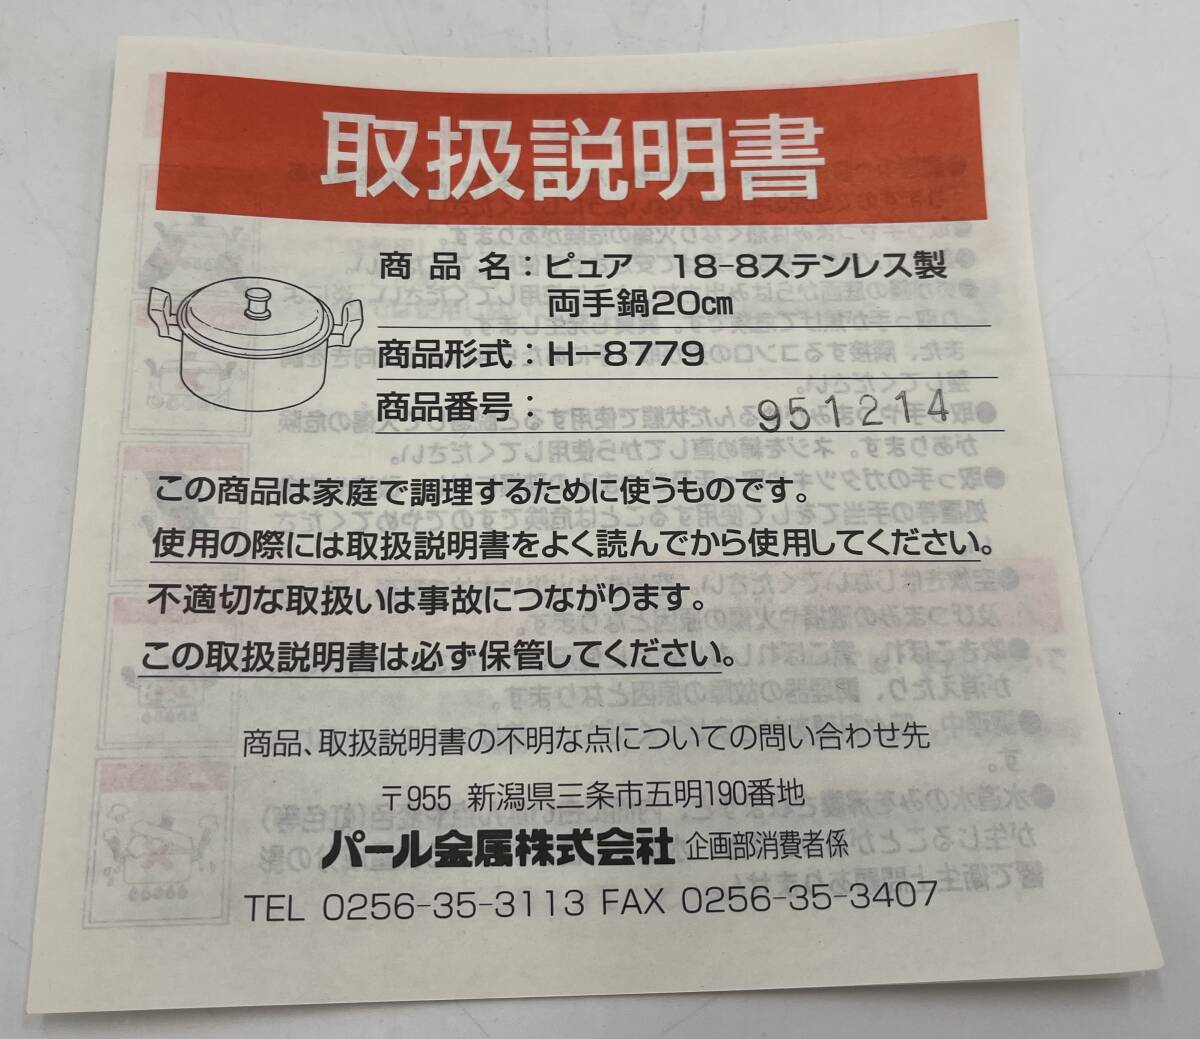 取扱説明書
商品名：ピュア 18-8ステンレス製
両手鍋20㎝
商品形式：H-8779
商品番号： 951214
この商品は家庭で調理するために使うものです。
使用の際には取扱説明書をよく読んでから使用してください。
不適切な取扱いは事故につながります。
この取扱説明書は必ず保管してください。
商品、取扱説明書の不明な点についての問い合わせ先
〒955 新潟県三条市五明190番地
パール金属株式会社 企画部消費者係
TEL 0256-35-3113 FAX 0256-35-3407